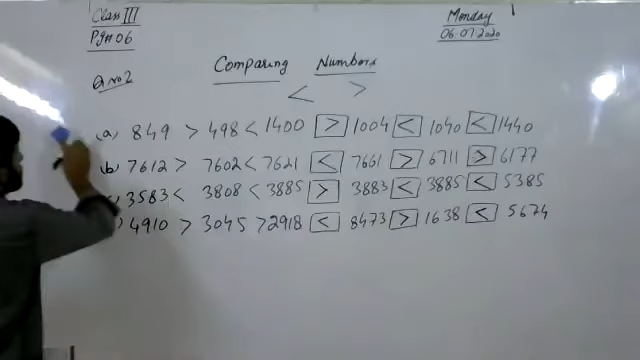 Class III
Monday
Pg# 06
06.07.2020
Q no 2
Comparing Numbers
< >
(a) 849 > 498 < 1400 > 1004 < 1040 < 1440
(b) 7612 > 7602 < 7621 < 7661 > 6711 > 6177
) 3583 < 3808 < 3885 > 3883 < 3885 < 5385
) 4910 > 3045 > 2918 < 8473 > 1638 < 5674